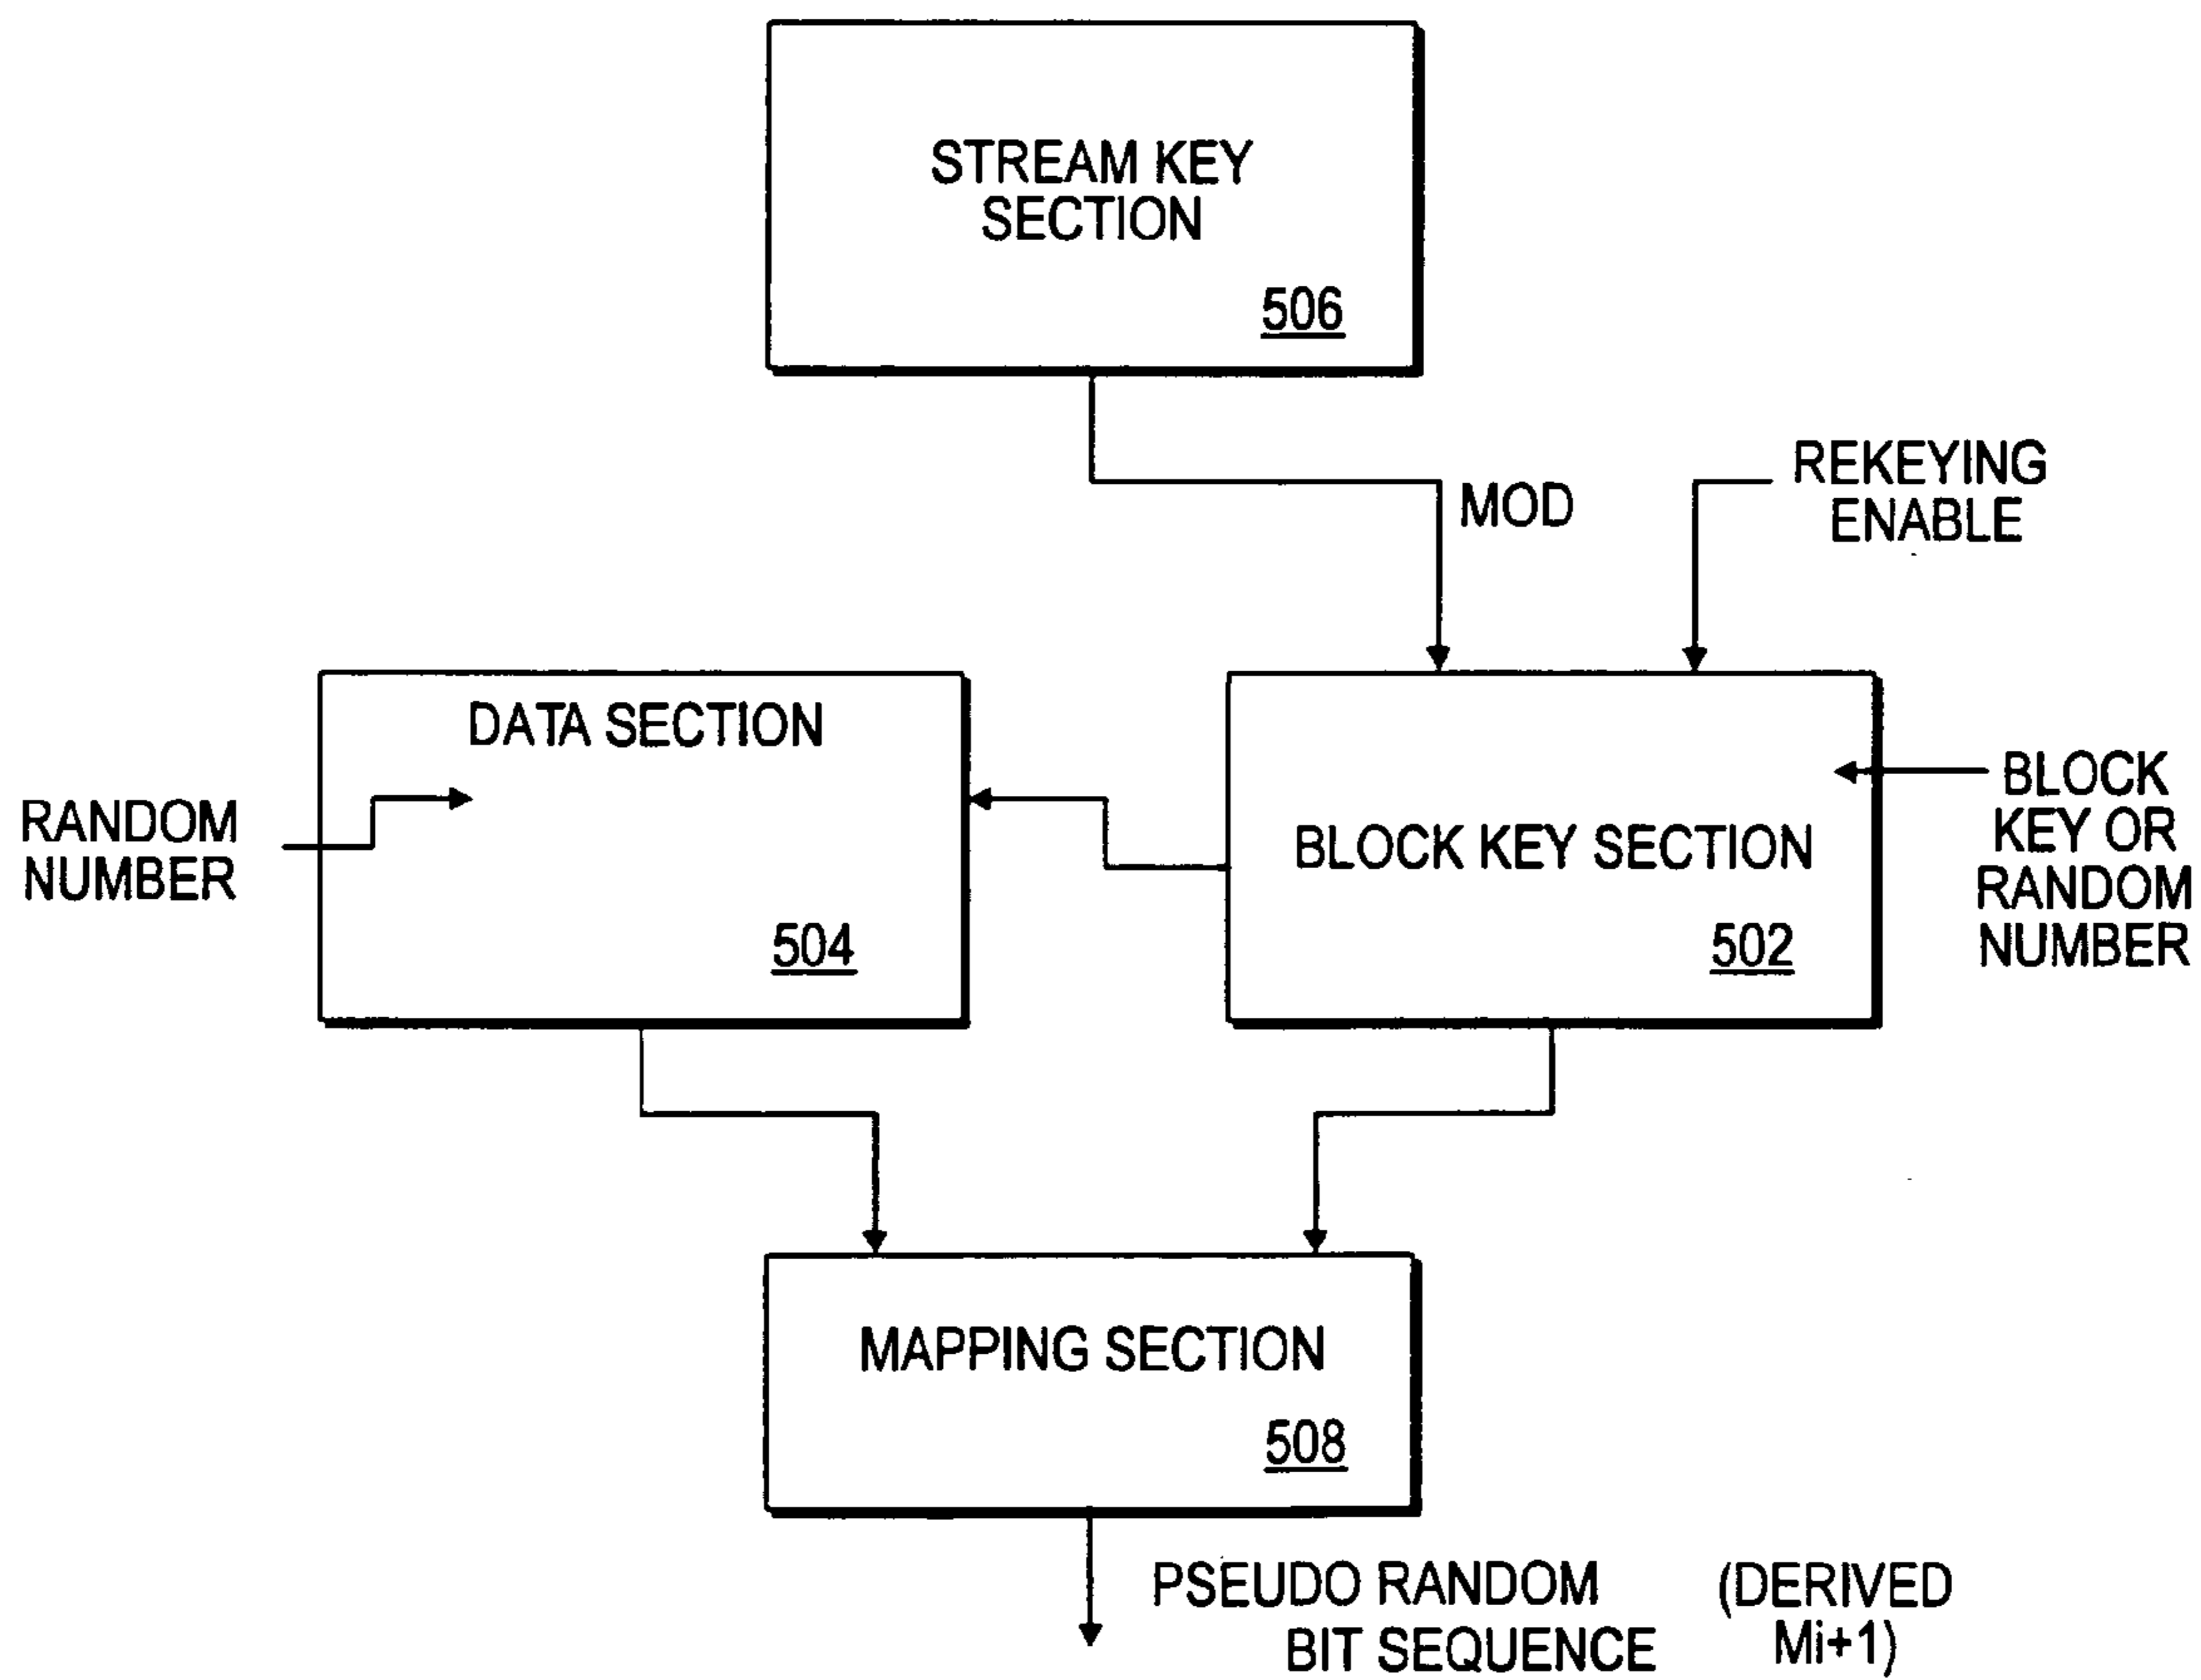 STREAM KEY
SECTION
506
MOD
REKEYING
ENABLE
DATA SECTION
RANDOM
NUMBER
504
BLOCK KEY SECTION
502
BLOCK
KEY OR
RANDOM
NUMBER
MAPPING SECTION
508
PSEUDO RANDOM
BIT SEQUENCE
(DERIVED
Mi+1)